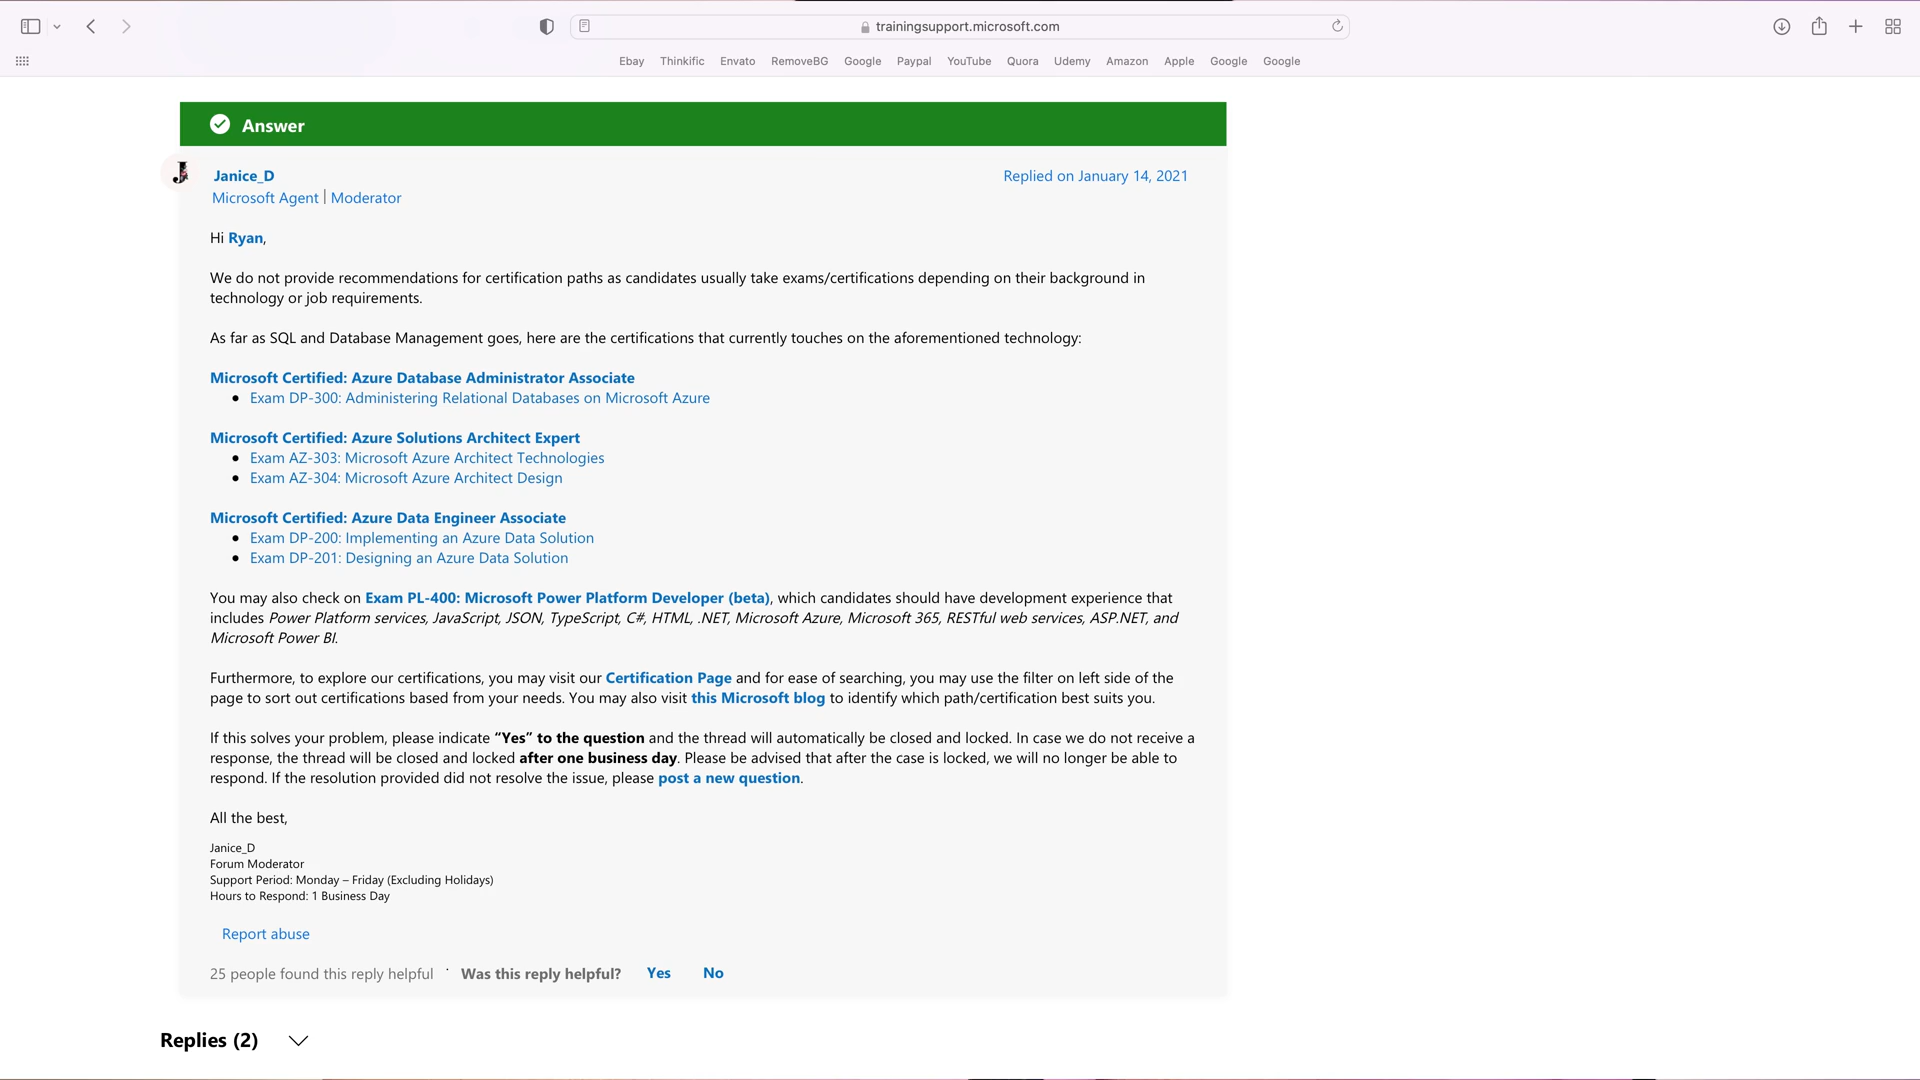 trainingsupport.microsoft.com
Ebay Thinkific Envato RemoveBG Google Paypal YouTube Quora Udemy Amazon Apple Google Google
Answer
J
Janice_D
Replied on January 14, 2021
Microsoft Agent | Moderator
Hi Ryan,
We do not provide recommendations for certification paths as candidates usually take exams/certifications depending on their background in
technology or job requirements.
As far as SQL and Database Management goes, here are the certifications that currently touches on the aforementioned technology:
Microsoft Certified: Azure Database Administrator Associate
• Exam DP-300: Administering Relational Databases on Microsoft Azure
Microsoft Certified: Azure Solutions Architect Expert
• Exam AZ-303: Microsoft Azure Architect Technologies
• Exam AZ-304: Microsoft Azure Architect Design
Microsoft Certified: Azure Data Engineer Associate
• Exam DP-200: Implementing an Azure Data Solution
• Exam DP-201: Designing an Azure Data Solution
You may also check on Exam PL-400: Microsoft Power Platform Developer (beta), which candidates should have development experience that
includes Power Platform services, JavaScript, JSON, TypeScript, C#, HTML, .NET, Microsoft Azure, Microsoft 365, RESTful web services, ASP.NET, and
Microsoft Power BI.
Furthermore, to explore our certifications, you may visit our Certification Page and for ease of searching, you may use the filter on left side of the
page to sort out certifications based from your needs. You may also visit this Microsoft blog to identify which path/certification best suits you.
If this solves your problem, please indicate “Yes” to the question and the thread will automatically be closed and locked. In case we do not receive a
response, the thread will be closed and locked after one business day. Please be advised that after the case is locked, we will no longer be able to
respond. If the resolution provided did not resolve the issue, please post a new question.
All the best,
Janice_D
Forum Moderator
Support Period: Monday – Friday (Excluding Holidays)
Hours to Respond: 1 Business Day
Report abuse
25 people found this reply helpful · Was this reply helpful? Yes No
Replies (2)